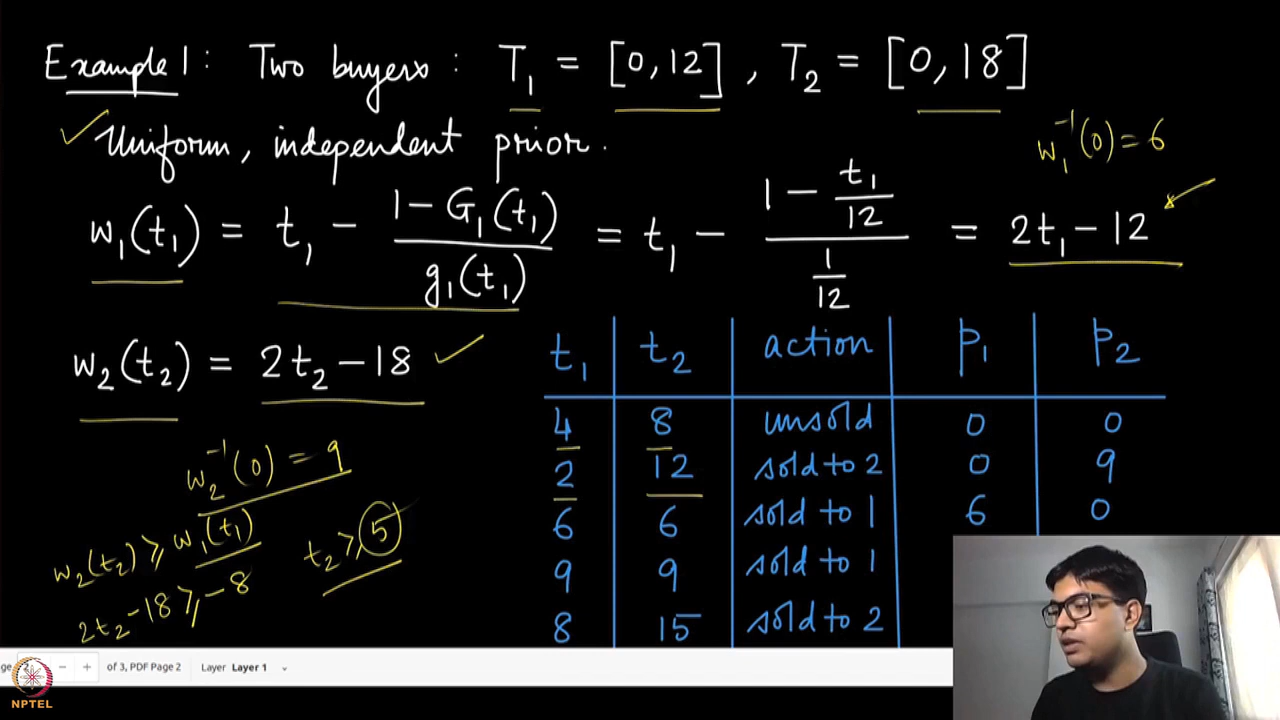 Example 1 : Two buyers : T₁ = [0, 12] , T₂ = [0, 18]
Uniform, independent prior.
w₁⁻¹(0) = 6
w₁(t₁) = t₁ − (1 − G₁(t₁)) / g₁(t₁) = t₁ − (1 − t₁/12) / (1/12) = 2t₁ − 12
w₂(t₂) = 2t₂ − 18
w₂⁻¹(0) = 9
w₂(t₂) ⩾ w₁(t₁)
2t₂ − 18 ⩾ −8
t₂ ⩾ 5
t₁ t₂ action p₁ p₂
4 8 unsold 0 0
2 12 sold to 2 0 9
6 6 sold to 1 6 0
9 9 sold to 1
8 15 sold to 2
of 3, PDF Page 2 Layer Layer 1
NPTEL